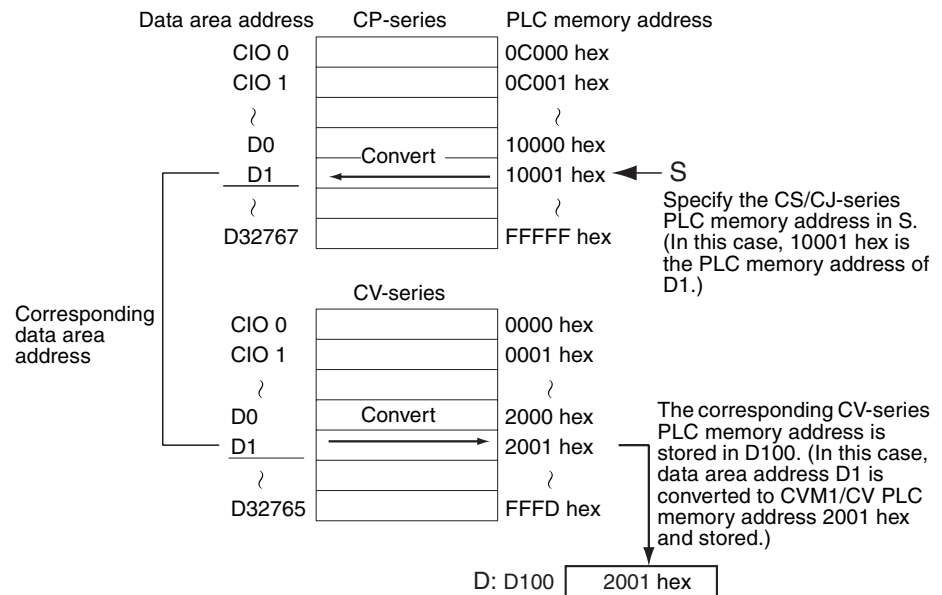 Data area address CP-series PLC memory address
CIO 0 0C000 hex
CIO 1 0C001 hex
~ ~
D0 10000 hex
D1 Convert 10001 hex S
~ ~
D32767 FFFFF hex
Specify the CS/CJ-series
PLC memory address in S.
(In this case, 10001 hex is
the PLC memory address of
D1.)
Corresponding
data area
address
CV-series
CIO 0 0000 hex
CIO 1 0001 hex
~ ~
D0 Convert 2000 hex
D1 2001 hex
~ ~
D32765 FFFD hex
The corresponding CV-series
PLC memory address is
stored in D100. (In this case,
data area address D1 is
converted to CVM1/CV PLC
memory address 2001 hex
and stored.)
D: D100 2001 hex